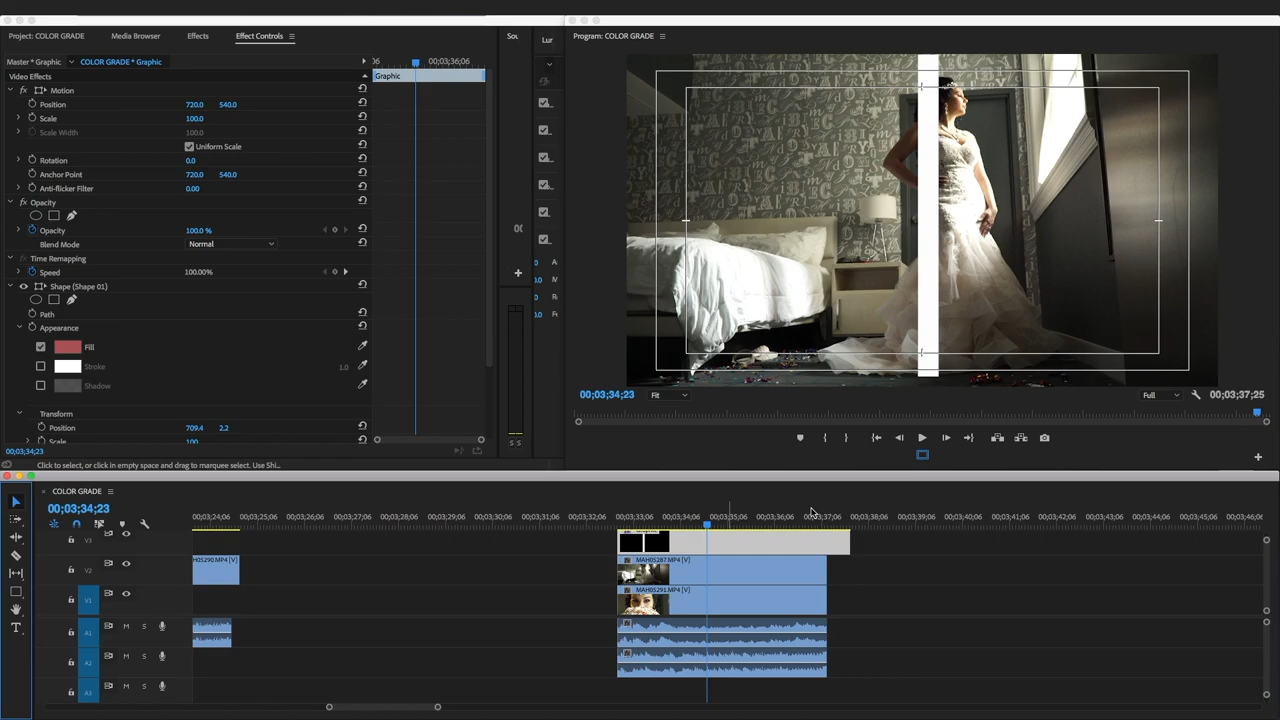 Project: COLOR GRADE Media Browser Effects Effect Controls
Master * Graphic COLOR GRADE * Graphic 00;03;36;06
Video Effects Graphic
fx Motion
Position 720.0 540.0
Scale 100.0
Scale Width 100.0
Uniform Scale
Rotation 0.0
Anchor Point 720.0 540.0
Anti-flicker Filter 0.00
fx Opacity
Opacity 100.0 %
Blend Mode Normal
Time Remapping
Speed 100.00%
Shape (Shape 01)
Path
Appearance
Fill
Stroke 1.0
Shadow
Transform
Position 709.4 2.2
Scale 100
00;03;34;23
Click to select, or click in empty space and drag to marquee select. Use Shi...
Sou
Lur
S S
Program: COLOR GRADE
00;03;34;23 Fit Full 00;03;37;25
COLOR GRADE
00;03;34;23
00;03;24;06 00;03;25;06 00;03;26;06 00;03;27;06 00;03;28;06 00;03;29;06 00;03;30;06 00;03;31;06 00;03;32;06 00;03;33;06 00;03;34;06 00;03;35;06 00;03;36;06 00;03;37;06 00;03;38;06 00;03;39;06 00;03;40;06 00;03;41;06 00;03;42;06 00;03;43;06 00;03;44;06 00;03;45;06 00;03;46;06
V3
V2 H05290.MP4 [V] MAH05287.MP4 [V]
V1 MAH05291.MP4 [V]
A1 M S
A2 M S
A3 M S